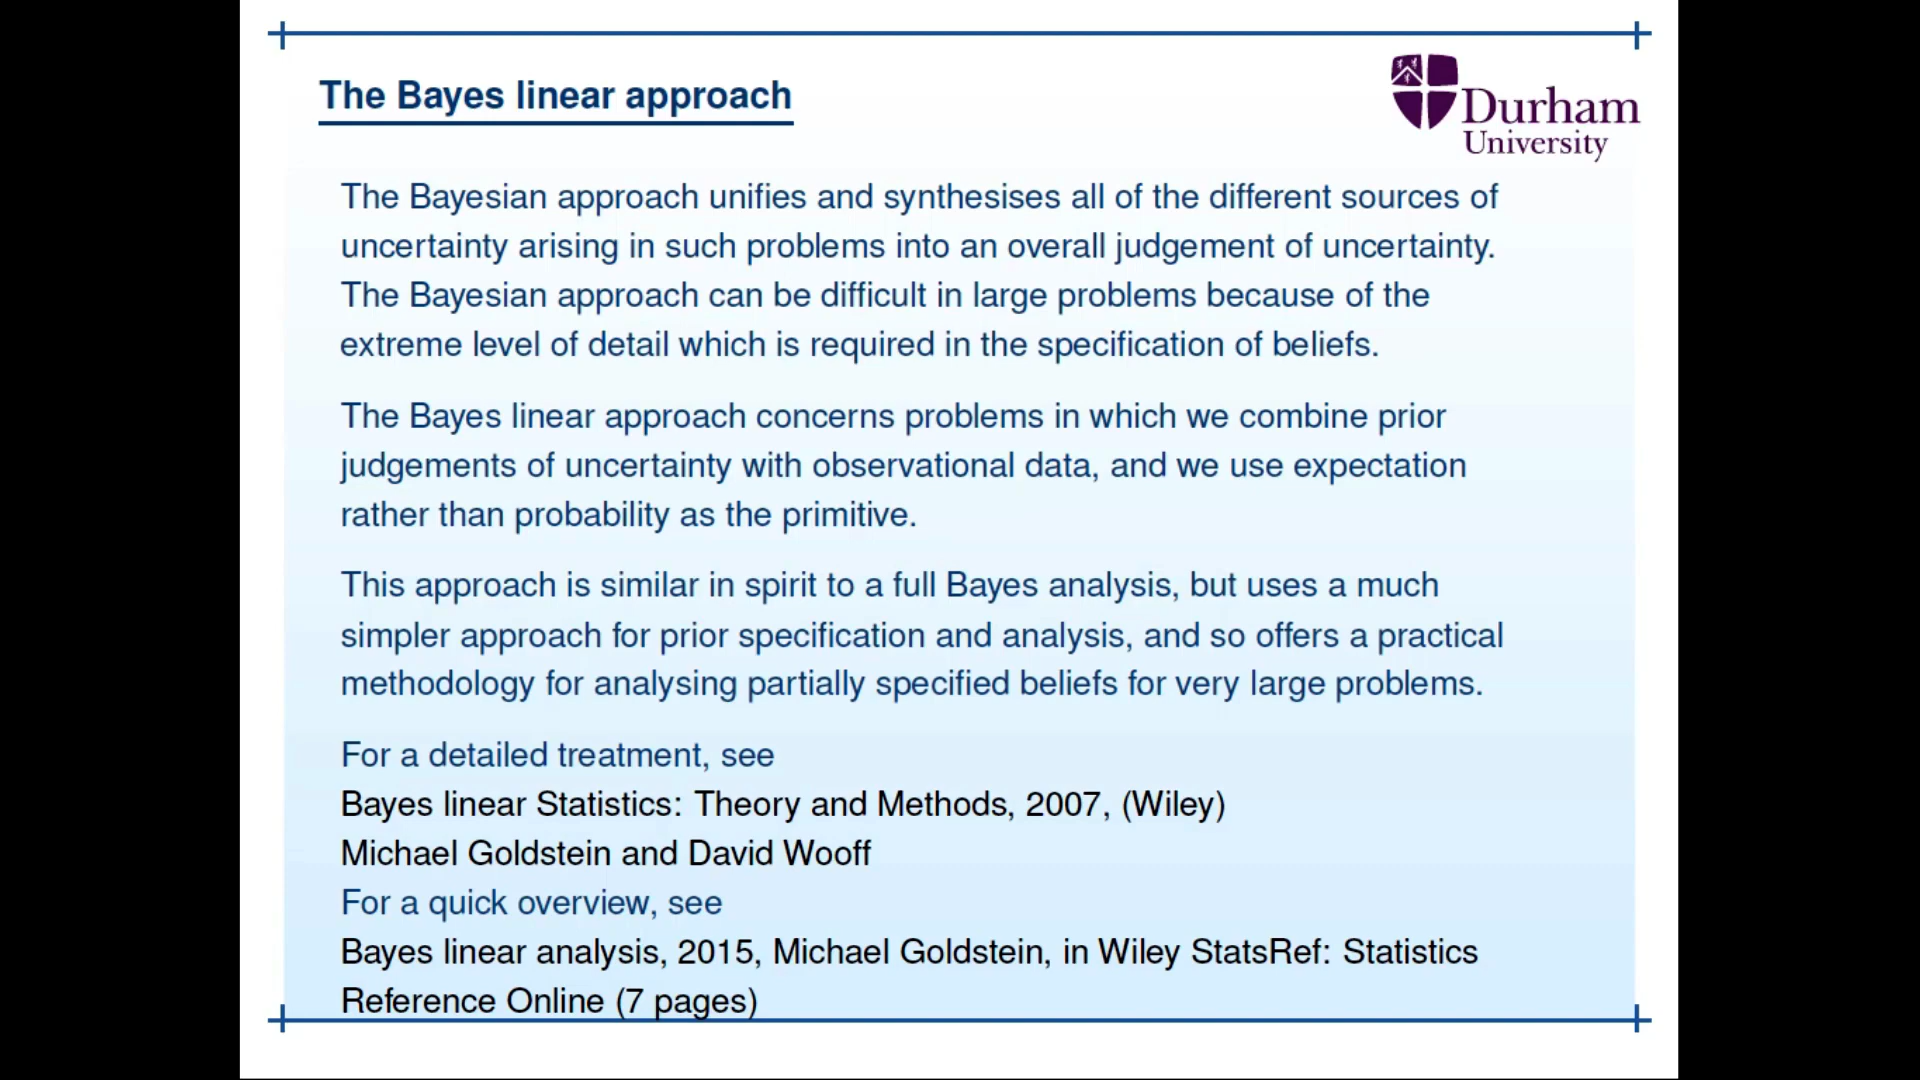 The Bayes linear approach
Durham
University
The Bayesian approach unifies and synthesises all of the different sources of
uncertainty arising in such problems into an overall judgement of uncertainty.
The Bayesian approach can be difficult in large problems because of the
extreme level of detail which is required in the specification of beliefs.
The Bayes linear approach concerns problems in which we combine prior
judgements of uncertainty with observational data, and we use expectation
rather than probability as the primitive.
This approach is similar in spirit to a full Bayes analysis, but uses a much
simpler approach for prior specification and analysis, and so offers a practical
methodology for analysing partially specified beliefs for very large problems.
For a detailed treatment, see
Bayes linear Statistics: Theory and Methods, 2007, (Wiley)
Michael Goldstein and David Wooff
For a quick overview, see
Bayes linear analysis, 2015, Michael Goldstein, in Wiley StatsRef: Statistics
Reference Online (7 pages)